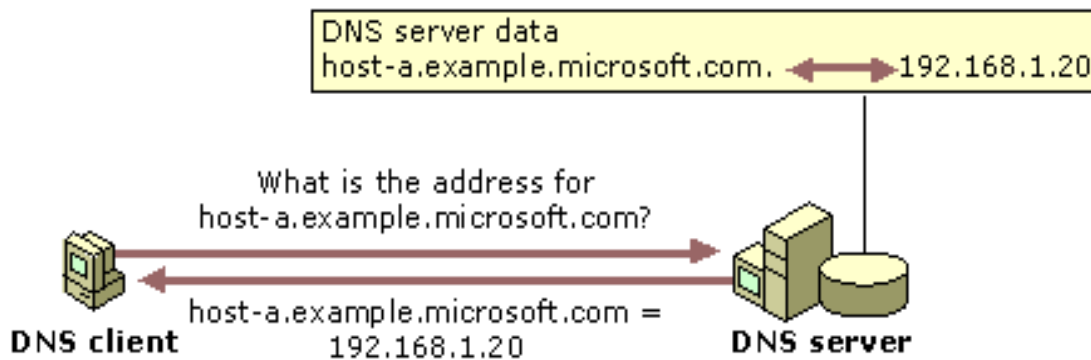 DNS server data
host-a.example.microsoft.com. 192.168.1.20
What is the address for
host-a.example.microsoft.com?
host-a.example.microsoft.com =
192.168.1.20
DNS client
DNS server